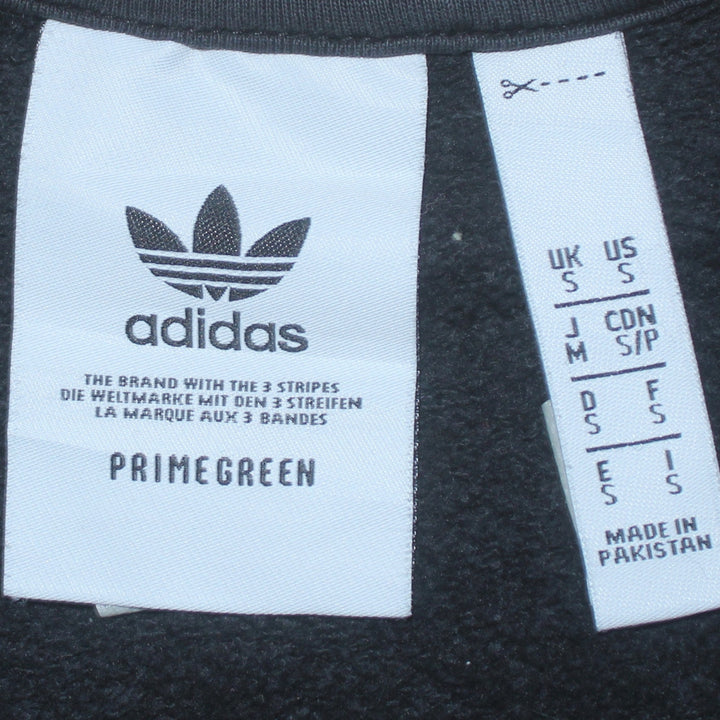 adidas
THE BRAND WITH THE 3 STRIPES
DIE WELTMARKE MIT DEN 3 STREIFEN
LA MARQUE AUX 3 BANDES
PRIMEGREEN
UK US
S S
J CDN
M S/P
D F
S S
E I
S S
MADE IN
PAKISTAN